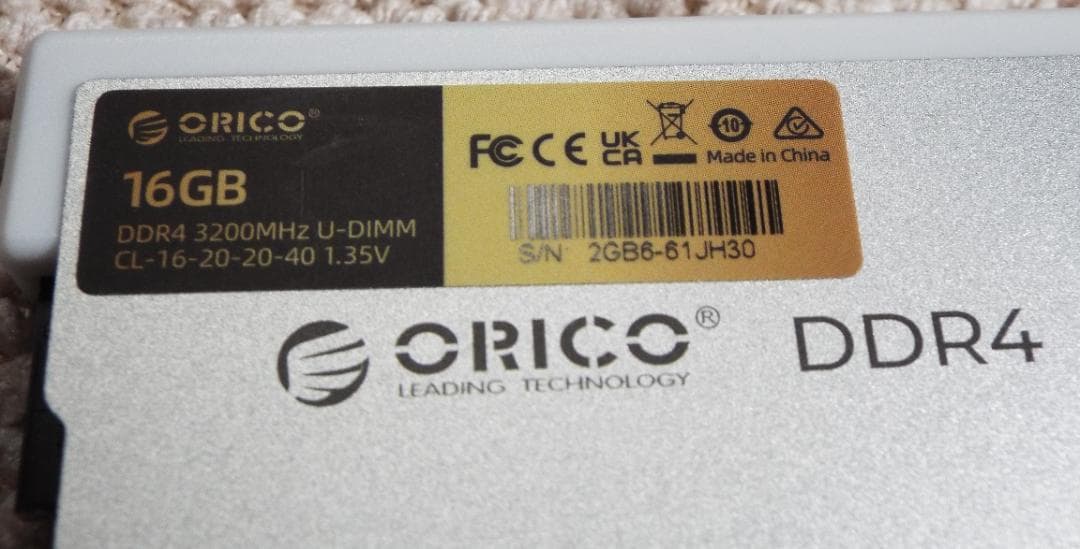 ORICO®
LEADING TECHNOLOGY
16GB
DDR4 3200MHz U-DIMM
CL-16-20-20-40 1.35V
FC CE UK CA 10
Made in China
S/N 2GB6-61JH30
ORICO®
LEADING TECHNOLOGY
DDR4